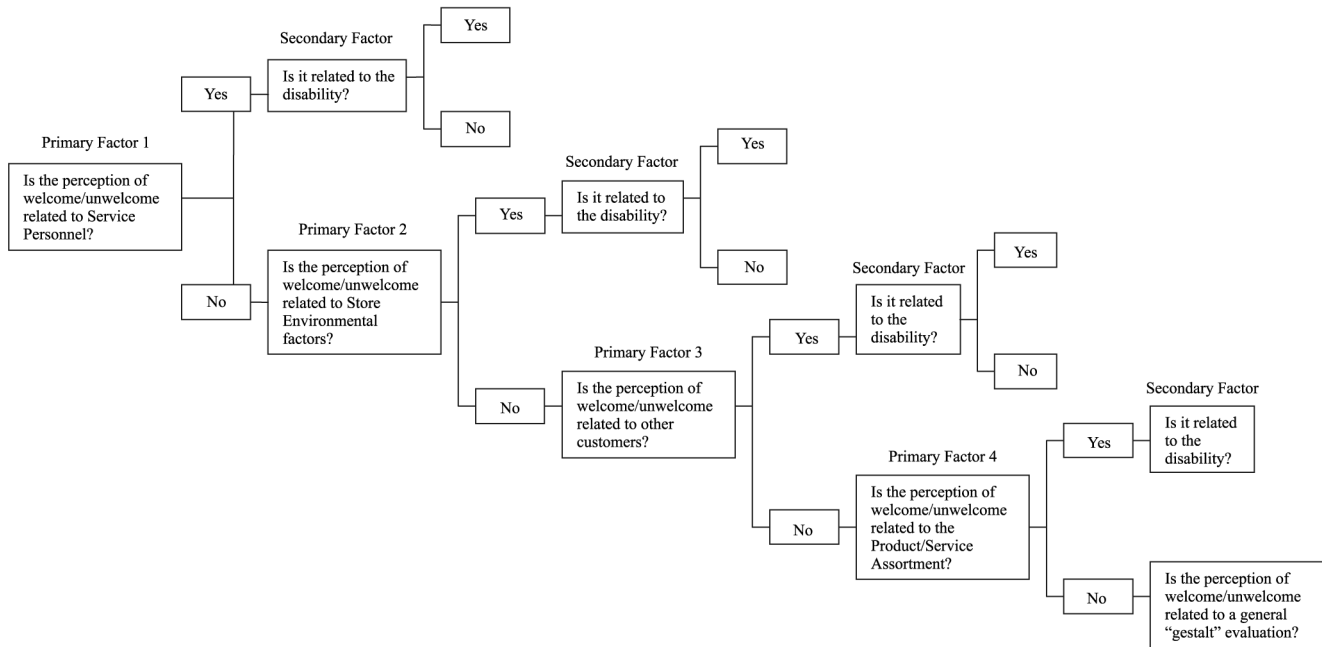 Primary Factor 1
Is the perception of
welcome/unwelcome
related to Service
Personnel?
Yes
Secondary Factor
Is it related to the
disability?
Yes
No
No
Primary Factor 2
Is the perception of
welcome/unwelcome
related to Store
Environmental
factors?
Yes
Secondary Factor
Is it related to
the disability?
Yes
No
No
Primary Factor 3
Is the perception of
welcome/unwelcome
related to other
customers?
Yes
Secondary Factor
Is it related
to the
disability?
Yes
No
No
Primary Factor 4
Is the perception of
welcome/unwelcome
related to the
Product/Service
Assortment?
Yes
Secondary Factor
Is it related
to the
disability?
No
Is the perception of
welcome/unwelcome
related to a general
“gestalt” evaluation?